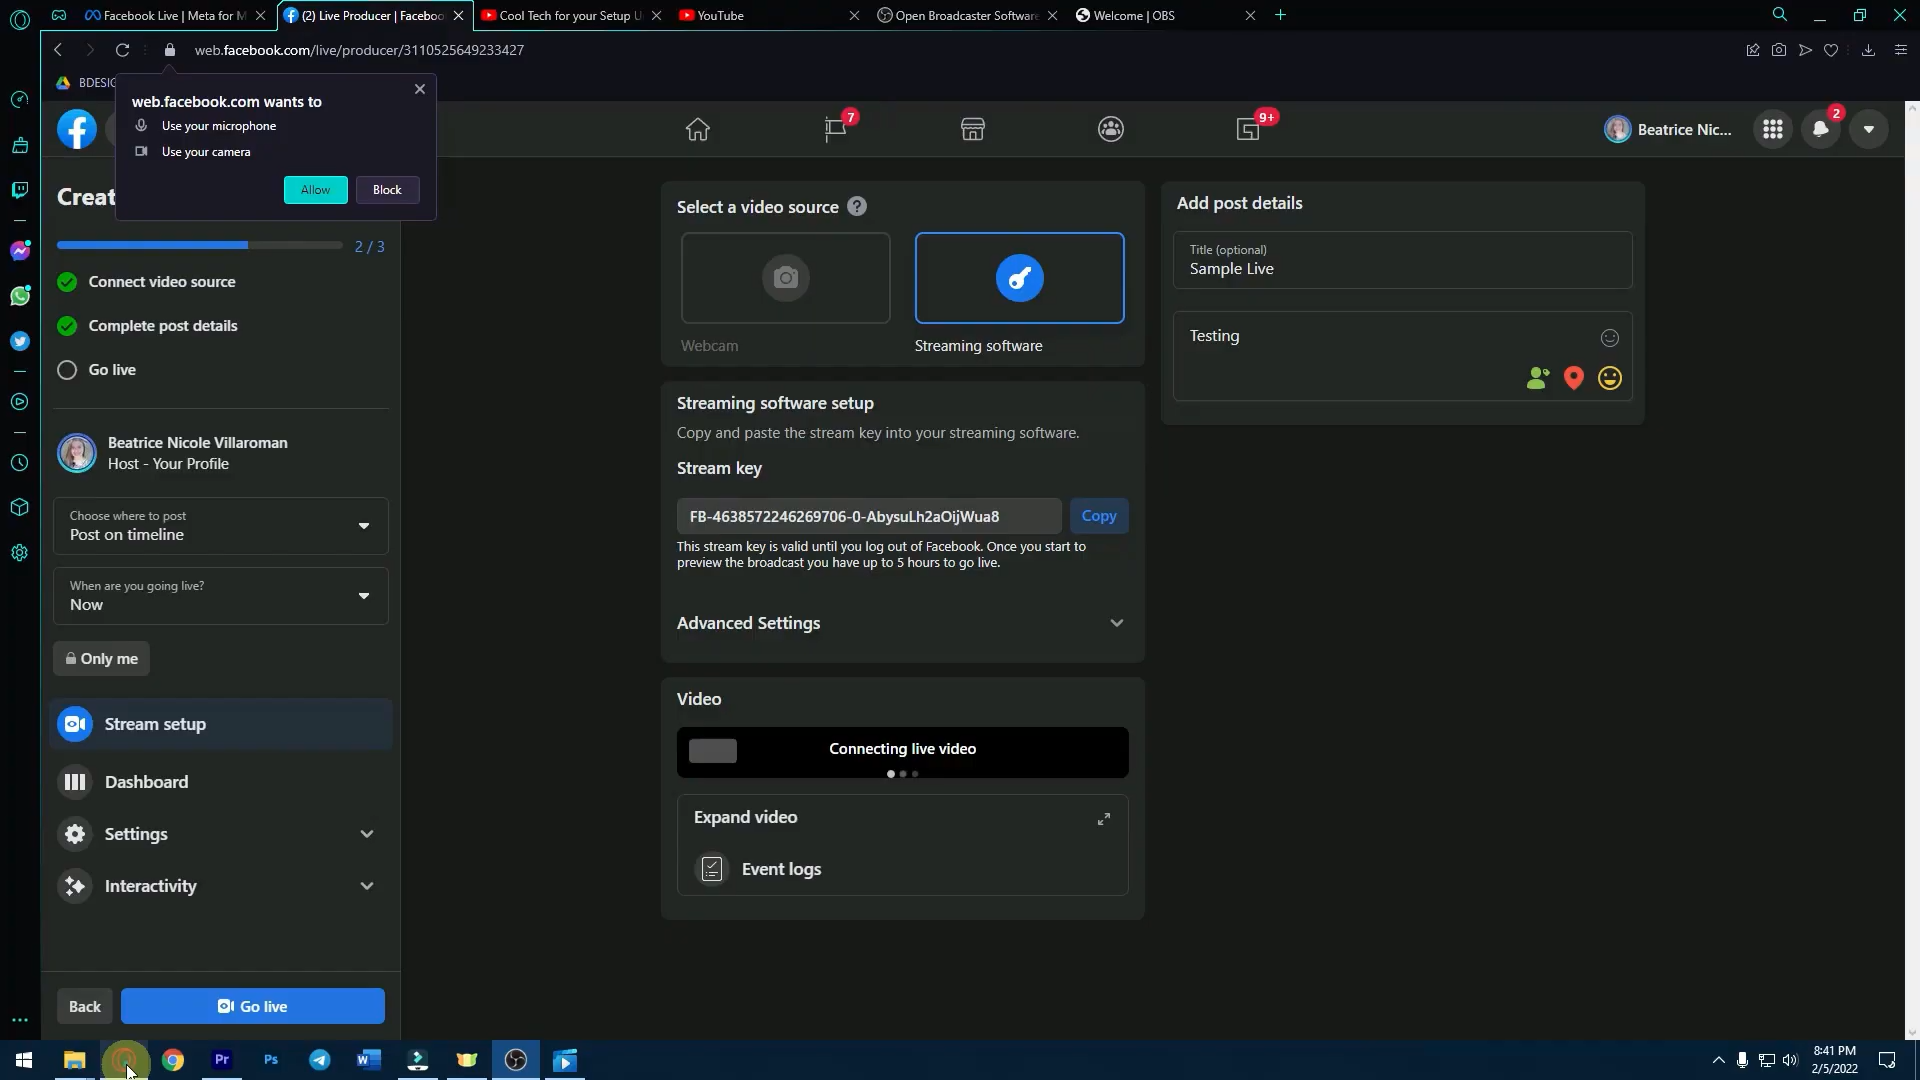 Facebook Live | Meta for M
(2) Live Producer | Faceboo
Cool Tech for your Setup U
YouTube
Open Broadcaster Software
Welcome | OBS
web.facebook.com/live/producer/3110525649233427
BDESIG
web.facebook.com wants to
Use your microphone
Use your camera
Allow
Block
7
9+
Beatrice Nic...
2
Creat
2 / 3
Connect video source
Complete post details
Go live
Beatrice Nicole Villaroman
Host - Your Profile
Choose where to post
Post on timeline
When are you going live?
Now
Only me
Stream setup
Dashboard
Settings
Interactivity
Back
Go live
Select a video source
Webcam
Streaming software
Streaming software setup
Copy and paste the stream key into your streaming software.
Stream key
FB-4638572246269706-0-AbysuLh2aOijWua8
Copy
This stream key is valid until you log out of Facebook. Once you start to
preview the broadcast you have up to 5 hours to go live.
Advanced Settings
Video
Connecting live video
Expand video
Event logs
Add post details
Title (optional)
Sample Live
Testing
Pr
Ps
8:41 PM
2/5/2022